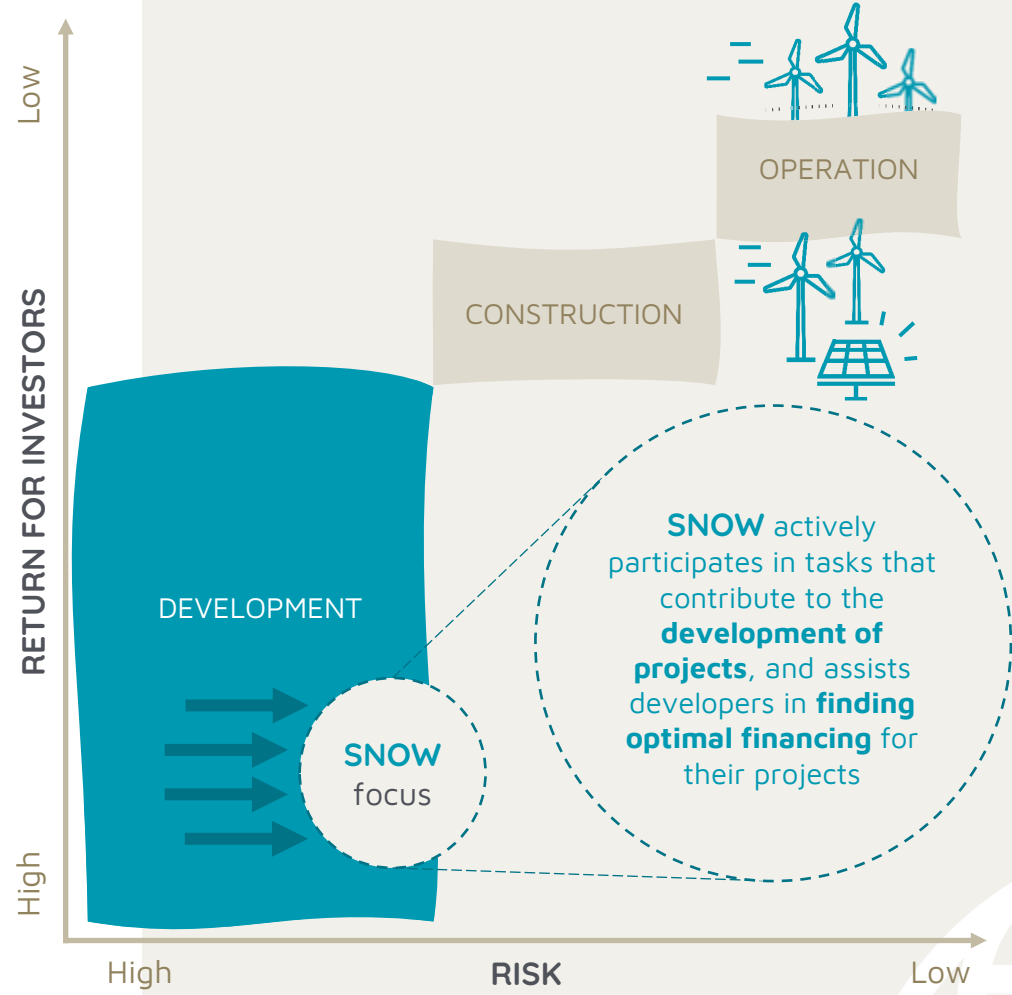 Low
OPERATION
CONSTRUCTION
RETURN FOR INVESTORS
SNOW actively
participates in tasks that
contribute to the
development of
projects, and assists
developers in finding
optimal financing for
their projects
DEVELOPMENT
SNOW
focus
High
High
RISK
Low